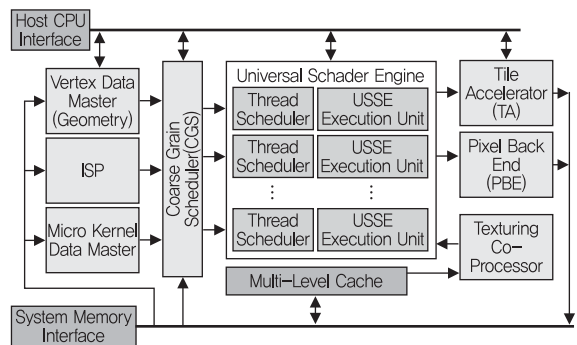 Host CPU
Interface
Vertex Data
Master
(Geometry)
ISP
Micro Kernel
Data Master
System Memory
Interface
Coarse Grain
Scheduler(CGS)
Universal Schader Engine
Thread
Scheduler
USSE
Execution Unit
Thread
Scheduler
USSE
Execution Unit
⋮
⋮
Thread
Scheduler
USSE
Execution Unit
Multi-Level Cache
Tile
Accelerator
(TA)
Pixel Back
End
(PBE)
Texturing
Co-
Processor